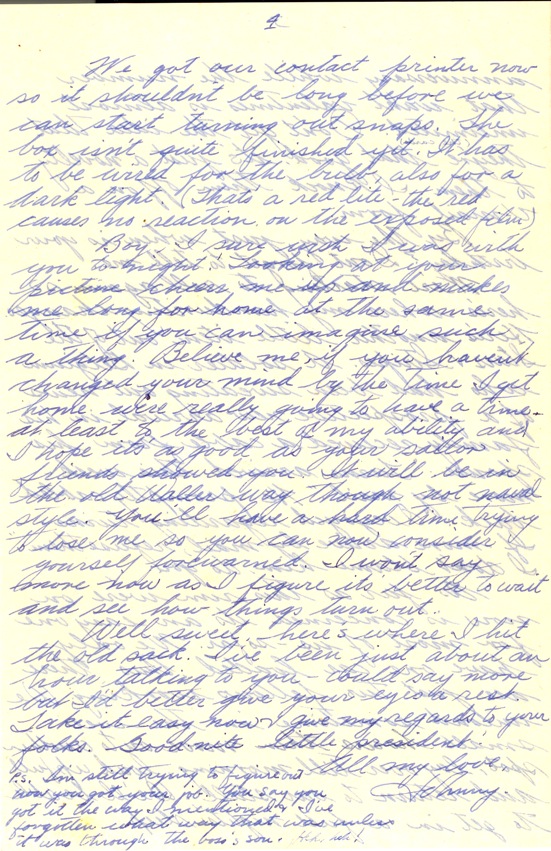 4
We got our contact printer now
so it shouldn't be long before we
can start turning out snaps. The
box isn't quite finished yet. It has
to be wired for the bulb, also for a
dark light. (Thats a red lite - the red
causes no reaction on the exposed film)
Boy, I sure wish I was with
you to-night. Looking at your
picture cheers me up and makes
me long for home at the same
time if you can imagine such
a thing. Believe me, if you havent
changed your mind by the time I get
home we're really going to have a time -
at least to the best of my ability and
I hope its as good as your sailor
friends showed you. It will be in
the old way though not naval
style. You'll have a hard time trying
to lose me so you can now consider
yourself forewarned. I wont say
more now as I figure its better to wait
and see how things turn out.
Well sweet, here's where I hit
the old sack. I've been just about an
hour talking to you - could say more
but I'd better give your eyes a rest.
Take it easy now & give my regards to your
folks. Goodnite little president!
All my love,
Johnny.
P.s. Im still trying to figure out
how you got your job. You say you
got it the way I mentioned & I've
forgotten what way that was unless
it was through the boss's son.